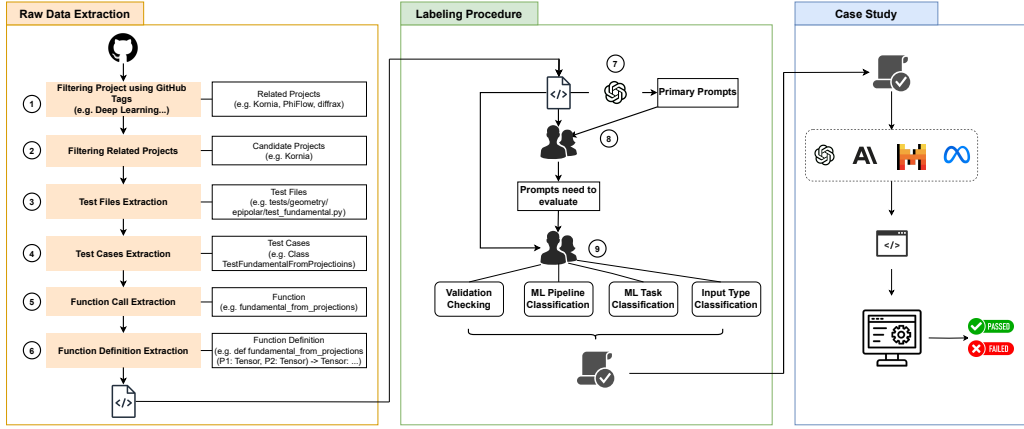 Raw Data Extraction
1
Filtering Project using GitHub
Tags
(e.g. Deep Learning...)
Related Projects
(e.g. Kornia, PhiFlow, diffrax)
2
Filtering Related Projects
Candidate Projects
(e.g. Kornia)
3
Test Files Extraction
Test Files
(e.g. tests/geometry/
epipolar/test_fundamental.py)
4
Test Cases Extraction
Test Cases
(e.g. Class
TestFundamentalFromProjectioins)
5
Function Call Extraction
Function
(e.g. fundamental_from_projections)
6
Function Definition Extraction
Function Definition
(e.g. def fundamental_from_projections
(P1: Tensor, P2: Tensor) -> Tensor: ...)
</>
Labeling Procedure
7
</>
Primary Prompts
8
Prompts need to
evaluate
9
Validation
Checking
ML Pipeline
Classification
ML Task
Classification
Input Type
Classification
Case Study
</>
PASSED
FAILED